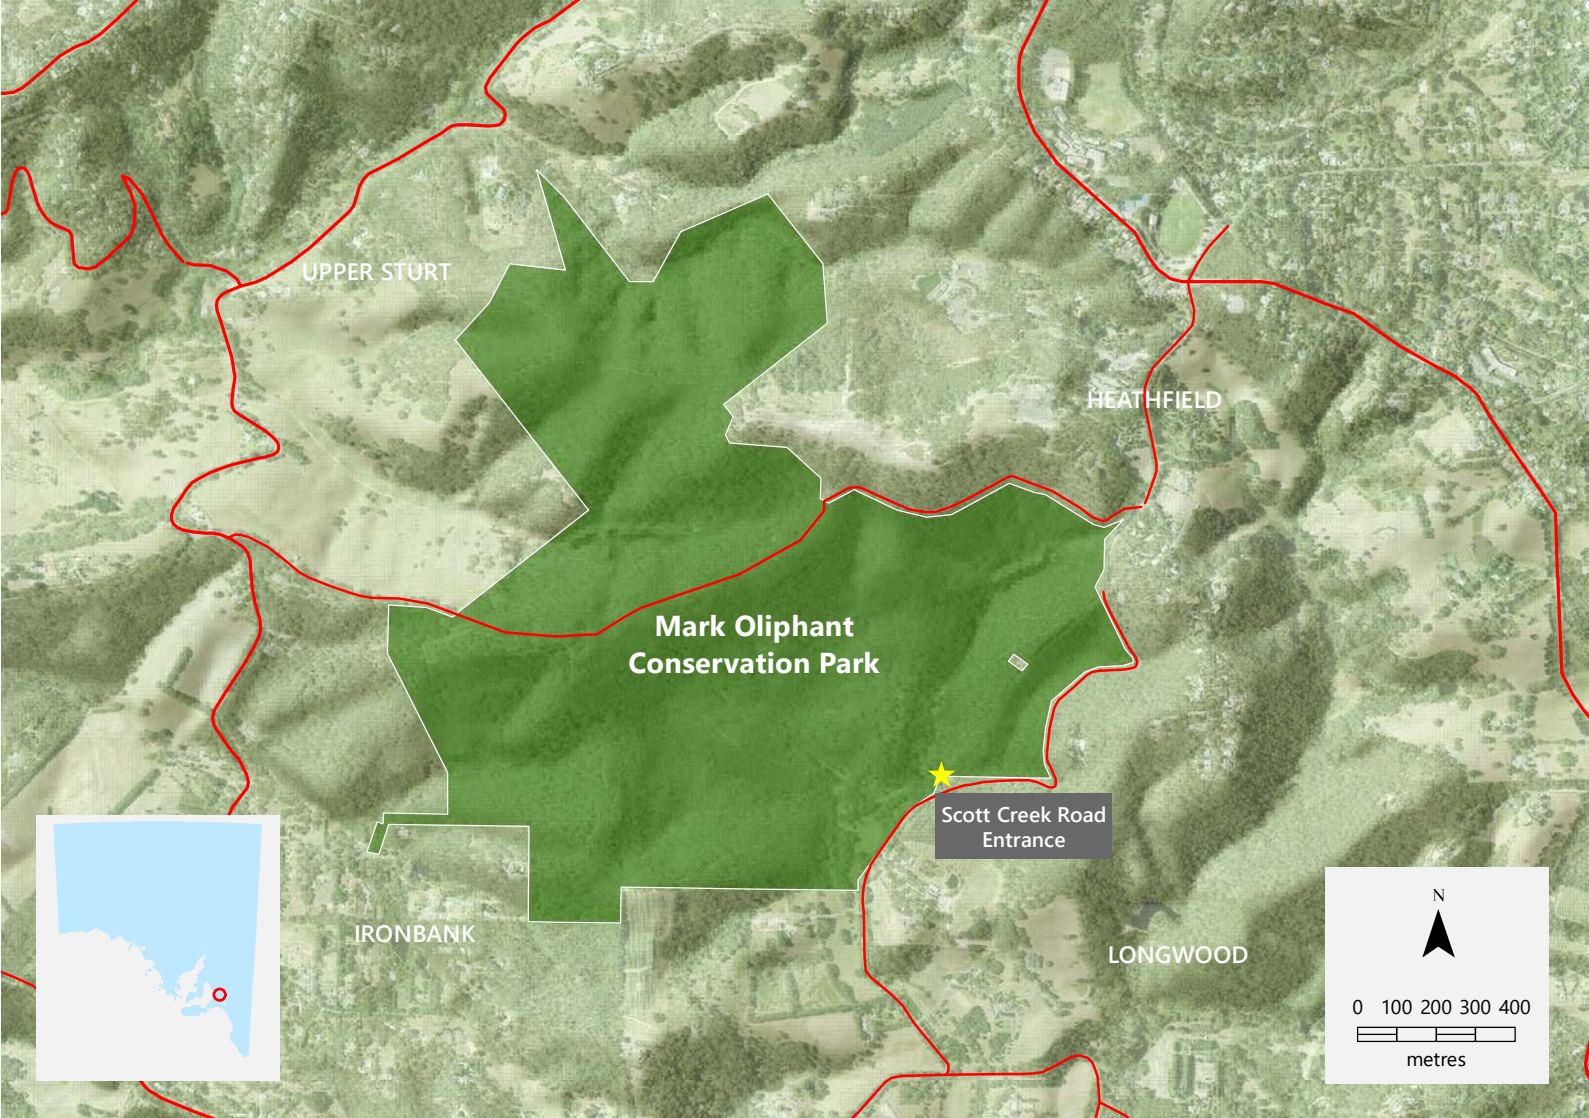 UPPER STURT
HEATHFIELD
Mark Oliphant
Conservation Park
Scott Creek Road
Entrance
IRONBANK
LONGWOOD
N
0 100 200 300 400
metres